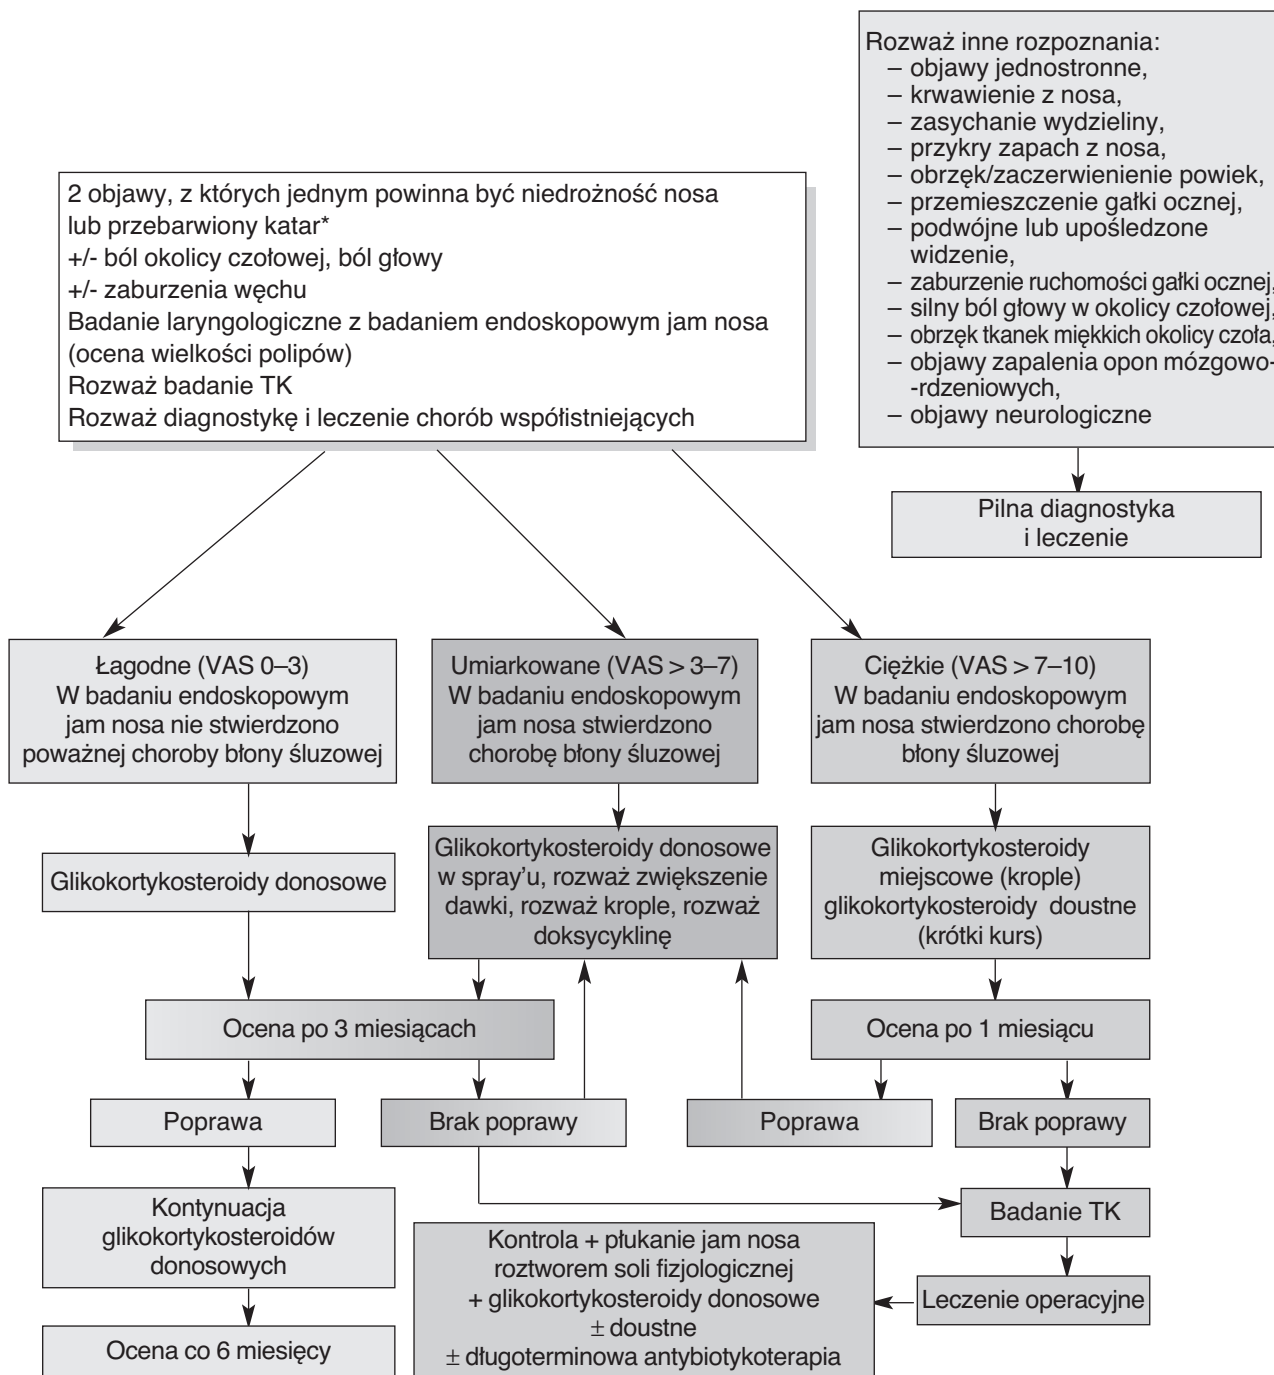 Rozważ inne rozpoznania:
– objawy jednostronne,
– krwawienie z nosa,
– zasychanie wydzieliny,
– przykry zapach z nosa,
– obrzęk/zaczerwienienie powiek,
– przemieszczenie gałki ocznej,
– podwójne lub upośledzone
widzenie,
– zaburzenie ruchomości gałki ocznej,
– silny ból głowy w okolicy czołowej,
– obrzęk tkanek miękkich okolicy czoła,
– objawy zapalenia opon mózgowo-
-rdzeniowych,
– objawy neurologiczne
Pilna diagnostyka
i leczenie
2 objawy, z których jednym powinna być niedrożność nosa
lub przebarwiony katar*
+/- ból okolicy czołowej, ból głowy
+/- zaburzenia węchu
Badanie laryngologiczne z badaniem endoskopowym jam nosa
(ocena wielkości polipów)
Rozważ badanie TK
Rozważ diagnostykę i leczenie chorób współistniejących
Łagodne (VAS 0–3)
W badaniu endoskopowym
jam nosa nie stwierdzono
poważnej choroby błony śluzowej
Umiarkowane (VAS > 3–7)
W badaniu endoskopowym
jam nosa stwierdzono
chorobę błony śluzowej
Ciężkie (VAS > 7–10)
W badaniu endoskopowym
jam nosa stwierdzono chorobę
błony śluzowej
Glikokortykosteroidy donosowe
Glikokortykosteroidy donosowe
w spray'u, rozważ zwiększenie
dawki, rozważ krople, rozważ
doksycyklinę
Glikokortykosteroidy
miejscowe (krople)
glikokortykosteroidy doustne
(krótki kurs)
Ocena po 3 miesiącach
Ocena po 1 miesiącu
Poprawa
Brak poprawy
Poprawa
Brak poprawy
Kontynuacja
glikokortykosteroidów
donosowych
Badanie TK
Leczenie operacyjne
Kontrola + płukanie jam nosa
roztworem soli fizjologicznej
+ glikokortykosteroidy donosowe
± doustne
± długoterminowa antybiotykoterapia
Ocena co 6 miesięcy